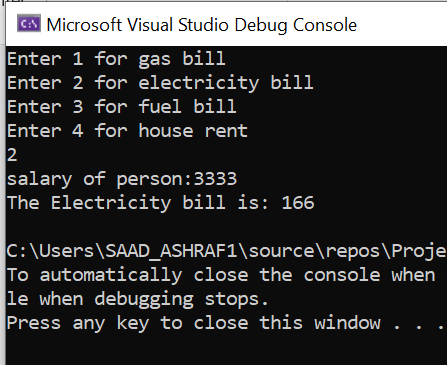 Microsoft Visual Studio Debug Console
Enter 1 for gas bill
Enter 2 for electricity bill
Enter 3 for fuel bill
Enter 4 for house rent
2
salary of person:3333
The Electricity bill is: 166
C:\Users\SAAD_ASHRAF1\source\repos\Proje
To automatically close the console when
le when debugging stops.
Press any key to close this window . . .